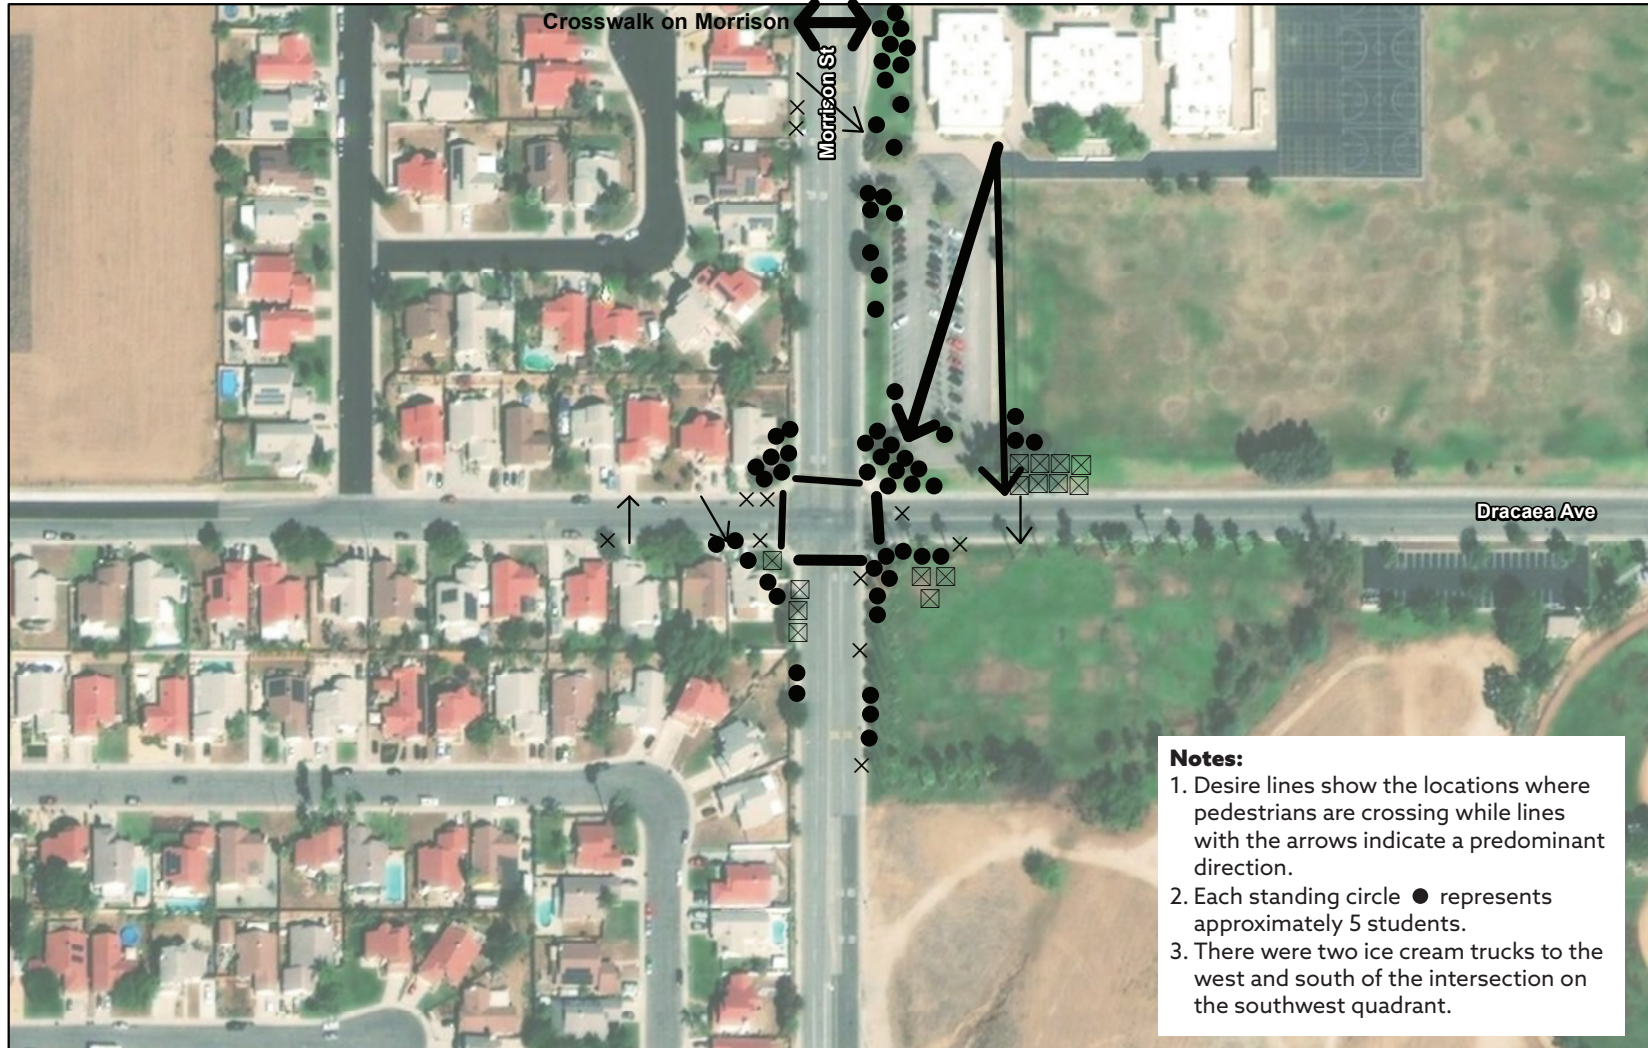 Crosswalk on Morrison
Morrison St
Dracaea Ave
Notes:
1. Desire lines show the locations where
pedestrians are crossing while lines
with the arrows indicate a predominant
direction.
2. Each standing circle ● represents
approximately 5 students.
3. There were two ice cream trucks to the
west and south of the intersection on
the southwest quadrant.